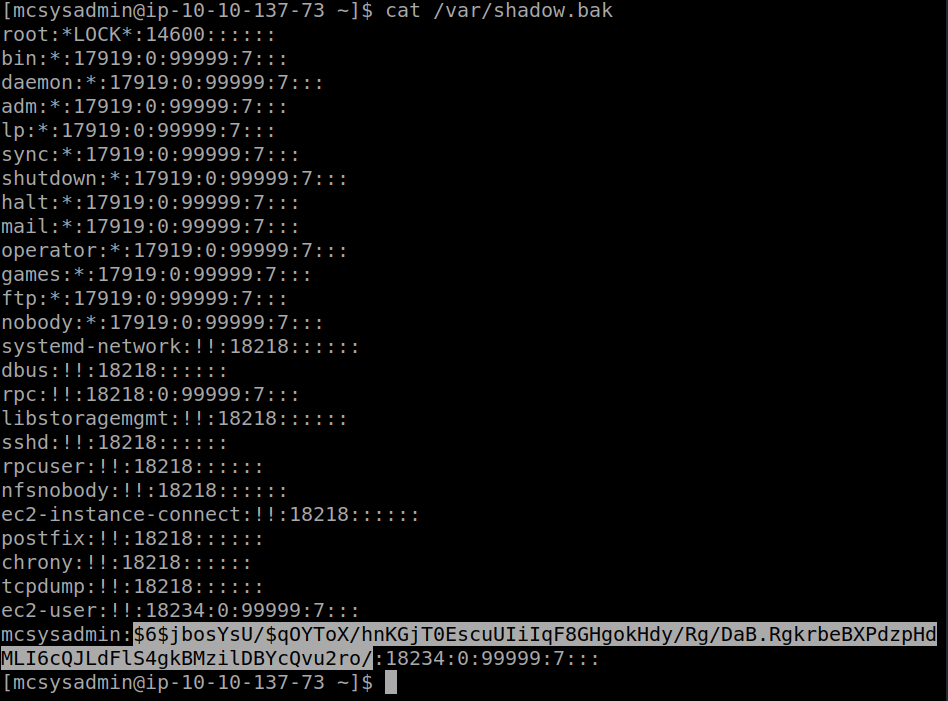 [mcsysadmin@ip-10-10-137-73 ~]$ cat /var/shadow.bak
root:*LOCK*:14600::::::
bin:*:17919:0:99999:7:::
daemon:*:17919:0:99999:7:::
adm:*:17919:0:99999:7:::
lp:*:17919:0:99999:7:::
sync:*:17919:0:99999:7:::
shutdown:*:17919:0:99999:7:::
halt:*:17919:0:99999:7:::
mail:*:17919:0:99999:7:::
operator:*:17919:0:99999:7:::
games:*:17919:0:99999:7:::
ftp:*:17919:0:99999:7:::
nobody:*:17919:0:99999:7:::
systemd-network:!!:18218::::::
dbus:!!:18218::::::
rpc:!!:18218:0:99999:7:::
libstoragemgmt:!!:18218::::::
sshd:!!:18218::::::
rpcuser:!!:18218::::::
nfsnobody:!!:18218::::::
ec2-instance-connect:!!:18218::::::
postfix:!!:18218::::::
chrony:!!:18218::::::
tcpdump:!!:18218::::::
ec2-user:!!:18234:0:99999:7:::
mcsysadmin:$6$jbosYsU/$qOYToX/hnKGjT0EscuUIiIqF8GHgokHdy/Rg/DaB.RgkrbeBXPdzpHd
MLI6cQJLdFlS4gkBMzilDBYcQvu2ro/:18234:0:99999:7:::
[mcsysadmin@ip-10-10-137-73 ~]$